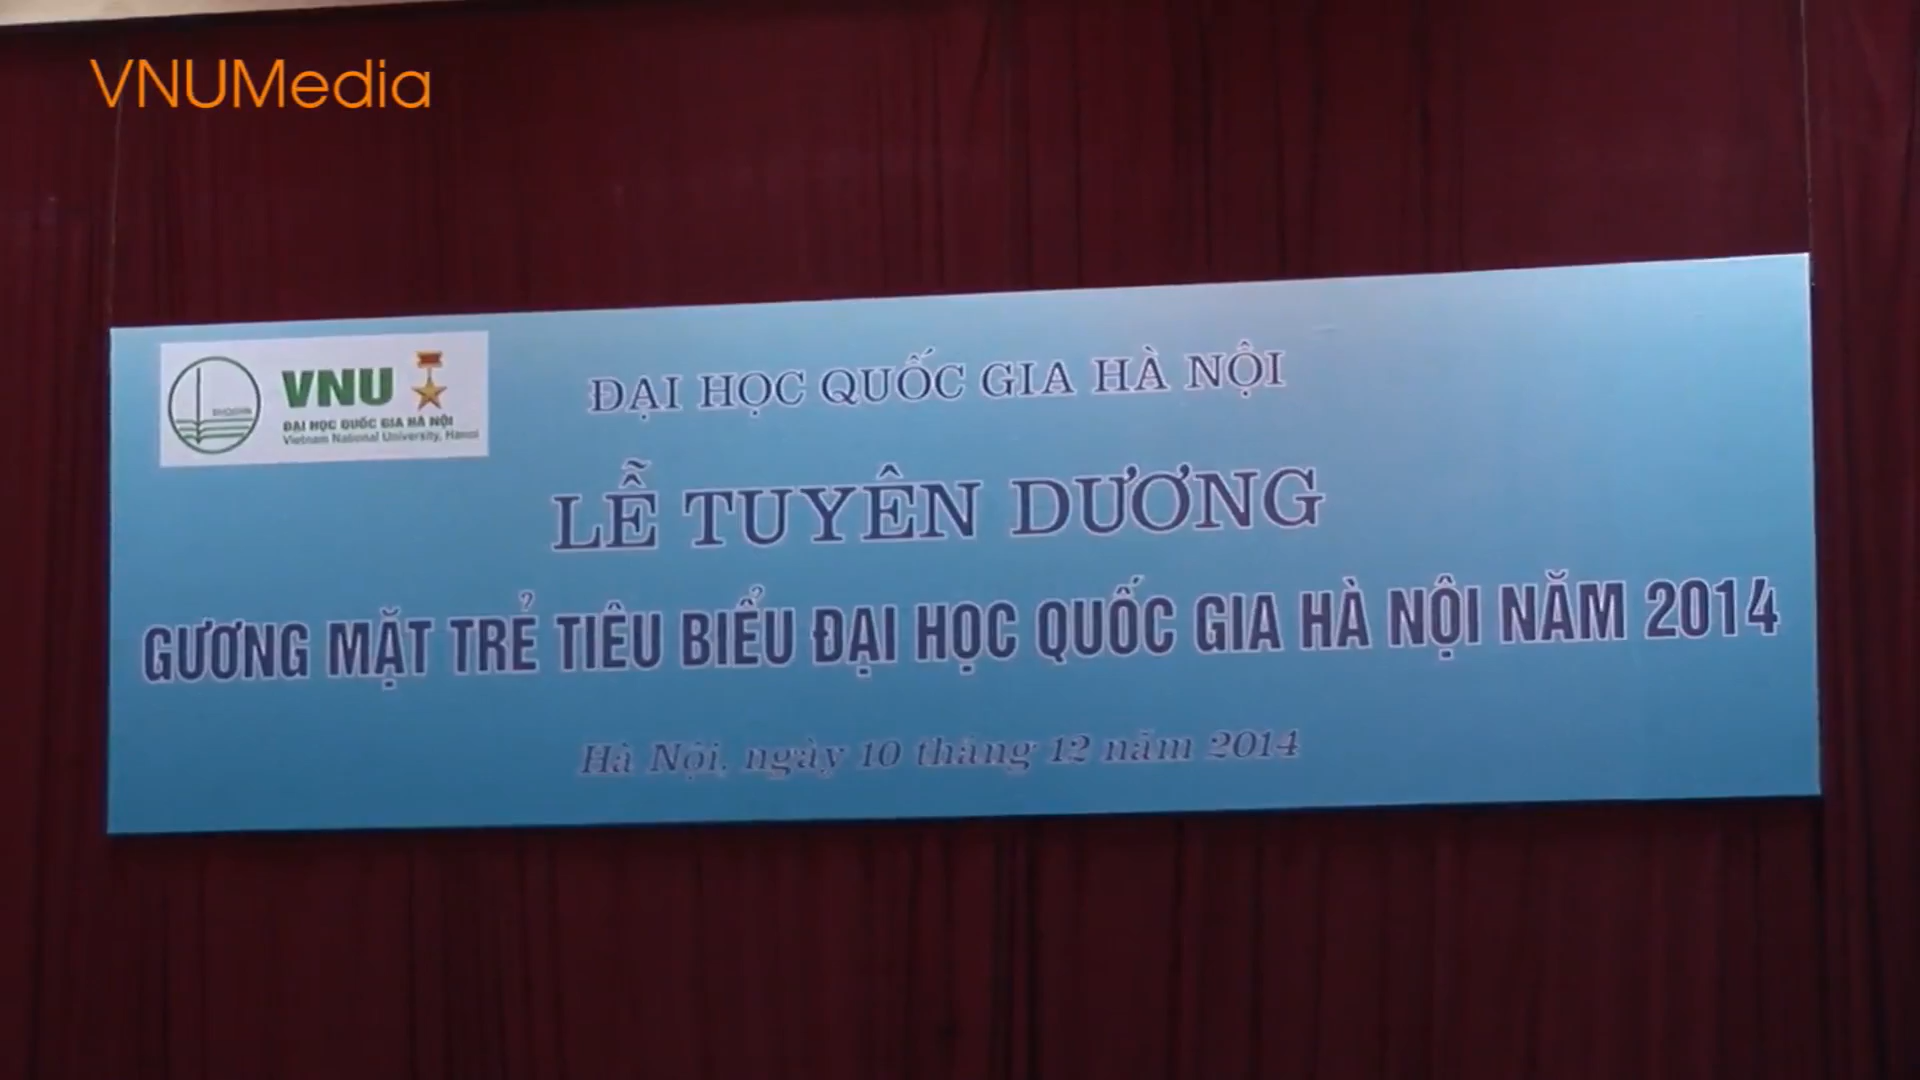 VNUMedia
VNU
ĐẠI HỌC QUỐC GIA HÀ NỘI
Vietnam National University, Hanoi
ĐẠI HỌC QUỐC GIA HÀ NỘI
LỄ TUYÊN DƯƠNG
GƯƠNG MẶT TRẺ TIÊU BIỂU ĐẠI HỌC QUỐC GIA HÀ NỘI NĂM 2014
Hà Nội, ngày 10 tháng 12 năm 2014